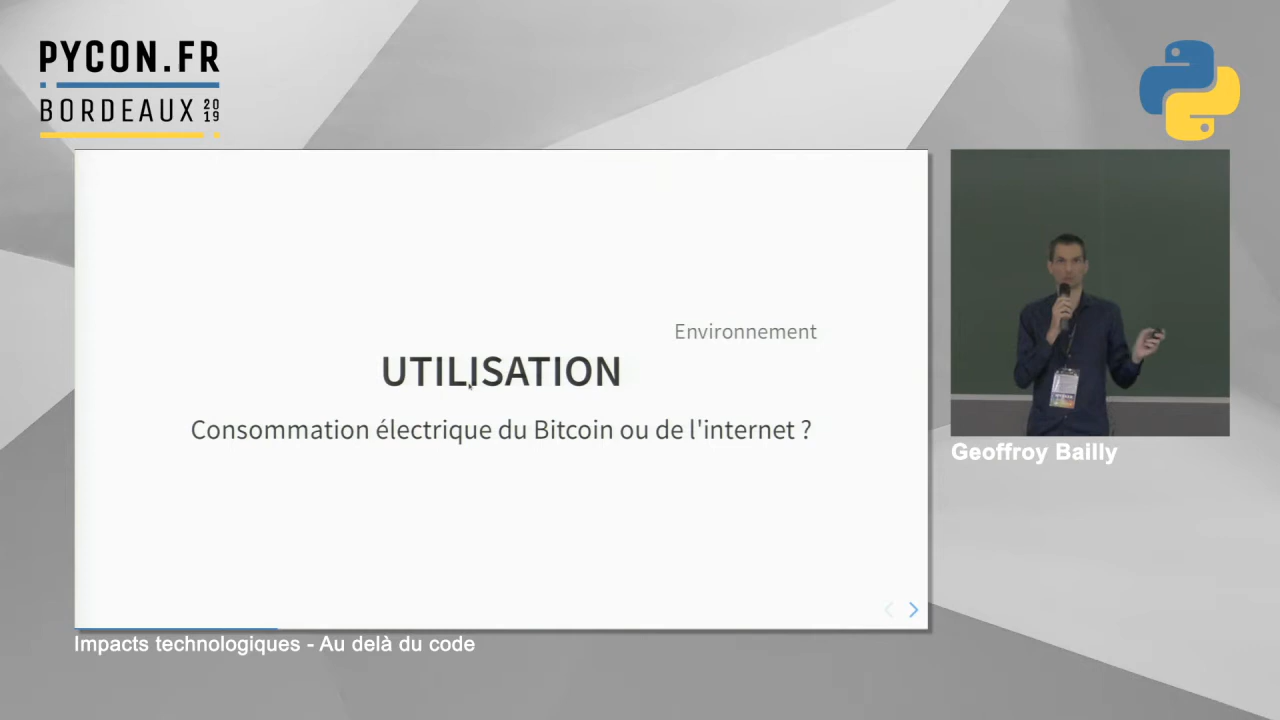 PYCON.FR
BORDEAUX 2019
Environnement
UTILISATION
Consommation électrique du Bitcoin ou de l'internet ?
Geoffroy Bailly
Impacts technologiques - Au delà du code